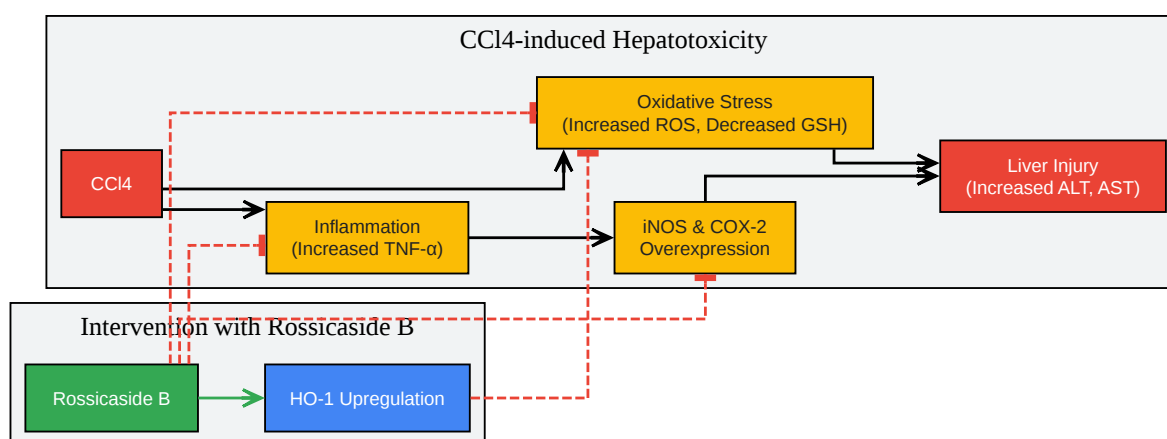 CCl4-induced Hepatotoxicity
Oxidative Stress
(Increased ROS, Decreased GSH)
CCl4
Liver Injury
(Increased ALT, AST)
Inflammation
(Increased TNF-α)
iNOS & COX-2
Overexpression
Intervention with Rossicaside B
Rossicaside B
HO-1 Upregulation